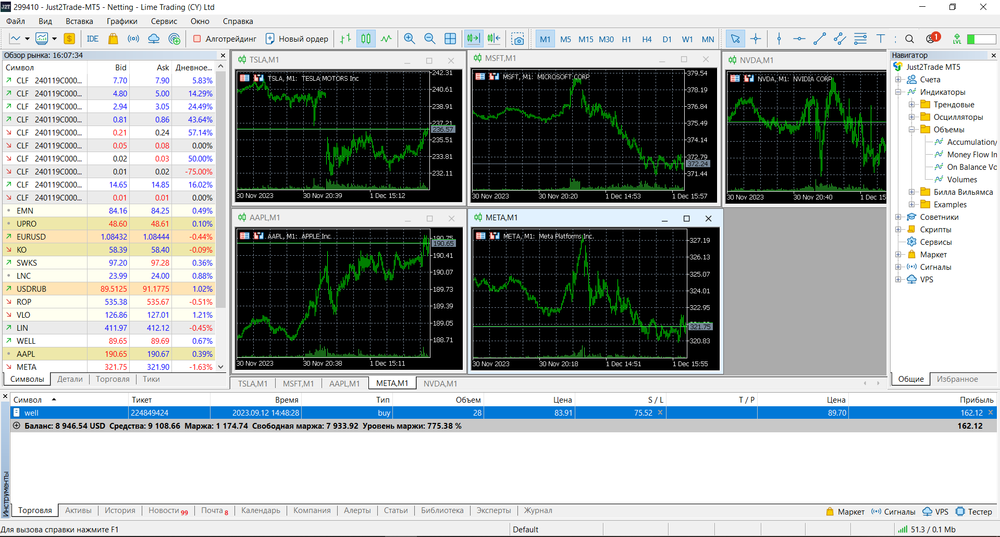 299410 - Just2Trade-MT5 - Netting - Lime Trading (CY) Ltd
Файл Вид Вставка Графики Сервис Окно Справка
IDE Алготрейдинг Новый ордер M1 M5 M15 M30 H1 H4 D1 W1 MN 1 LVL
Обзор рынка: 16:07:34
Символ Bid Ask Дневное...
CLF 240119C000... 7.70 7.90 5.83%
CLF 240119C000... 4.80 5.00 14.29%
CLF 240119C000... 2.94 3.05 24.49%
CLF 240119C000... 0.81 0.86 43.64%
CLF 240119C000... 0.21 0.24 57.14%
CLF 240119C000... 0.05 0.08 0.00%
CLF 240119C000... 0.02 0.03 50.00%
CLF 240119C000... 0.01 0.02 -75.00%
CLF 240119C000... 14.65 14.85 16.02%
CLF 240119C000... 0.01 0.01 0.00%
EMN 84.16 84.25 0.49%
UPRO 48.60 48.61 0.10%
EURUSD 1.08432 1.08444 -0.44%
KO 58.39 58.40 -0.09%
SWKS 97.20 97.28 0.36%
LNC 23.99 24.00 0.88%
USDRUB 89.5125 91.1775 1.02%
ROP 535.38 535.67 -0.51%
VLO 126.86 127.01 1.21%
LIN 411.97 412.12 -0.45%
WELL 89.65 89.69 0.67%
AAPL 190.65 190.67 0.39%
META 321.75 321.90 -1.63%
Символы Детали Торговля Тики
TSLA,M1
TSLA, M1: TESLA MOTORS Inc
242.31
240.61
238.91
237.21
236.57
235.51
233.81
232.11
30 Nov 2023 30 Nov 20:39 1 Dec 15:12
MSFT,M1
MSFT, M1: MICROSOFT CORP
379.54
378.19
376.84
375.49
374.14
372.79
372.24
371.44
30 Nov 2023 30 Nov 20:20 1 Dec 14:53 1 Dec 15:57
NVDA,M1
NVDA, M1: NVIDIA CORP
30 Nov 2023 30 Nov 20:40 1 Dec 15
AAPL,M1
AAPL, M1: APPLE Inc
190.75
190.65
190.41
190.07
189.73
189.39
189.05
188.71
30 Nov 2023 30 Nov 20:38 1 Dec 15:11
META,M1
META, M1: Meta Platforms Inc.
327.19
326.13
325.07
324.01
322.95
321.75
320.83
30 Nov 2023 30 Nov 20:18 1 Dec 14:51 1 Dec 15:55
TSLA,M1 MSFT,M1 AAPL,M1 META,M1 NVDA,M1
Навигатор
Just2Trade MT5
Счета
Индикаторы
Трендовые
Осцилляторы
Объемы
Accumulation/
Money Flow In
On Balance Vo
Volumes
Билла Вильямса
Examples
Советники
Скрипты
Сервисы
Маркет
Сигналы
VPS
Общие Избранное
Символ Тикет Время Тип Объем Цена S / L T / P Цена Прибыль
well 224849424 2023.09.12 14:48:28 buy 28 83.91 75.52 89.70 162.12
Баланс: 8 946.54 USD Средства: 9 108.66 Маржа: 1 174.74 Свободная маржа: 7 933.92 Уровень маржи: 775.38 % 162.12
Инструменты
Торговля Активы История Новости 99 Почта 8 Календарь Компания Алерты Статьи Библиотека Эксперты Журнал Маркет Сигналы VPS Тестер
Для вызова справки нажмите F1 Default 51.3 / 0.1 Mb